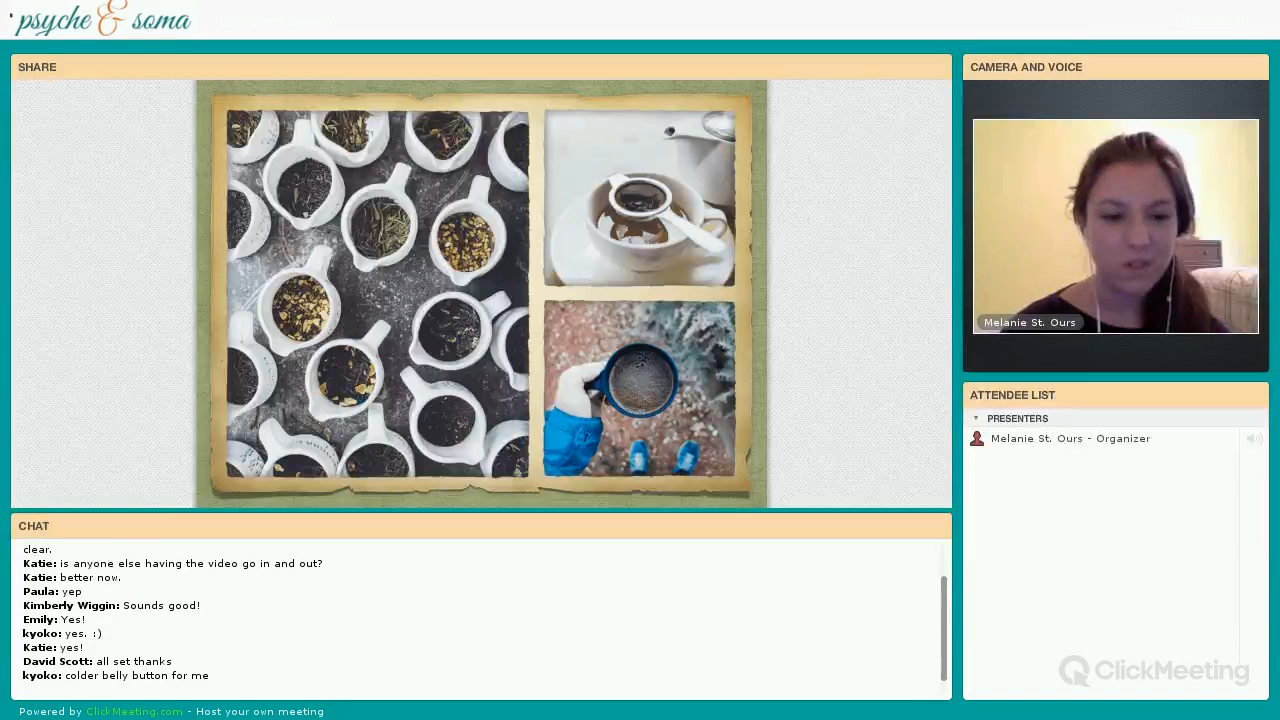 psyche & soma
SHARE
CAMERA AND VOICE
Melanie St. Ours
ATTENDEE LIST
PRESENTERS
Melanie St. Ours - Organizer
CHAT
clear.
Katie: is anyone else having the video go in and out?
Katie: better now.
Paula: yep
Kimberly Wiggin: Sounds good!
Emily: Yes!
kyoko: yes. :)
Katie: yes!
David Scott: all set thanks
kyoko: colder belly button for me
ClickMeeting
Powered by ClickMeeting.com - Host your own meeting